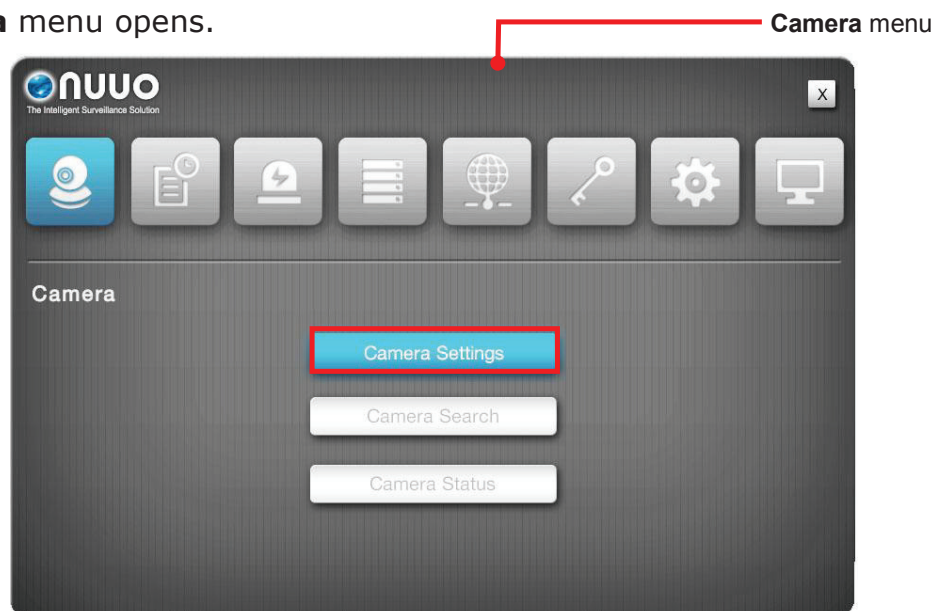 a menu opens.
Camera menu
nuuo
The Intelligent Surveillance Solution
X
Camera
Camera Settings
Camera Search
Camera Status